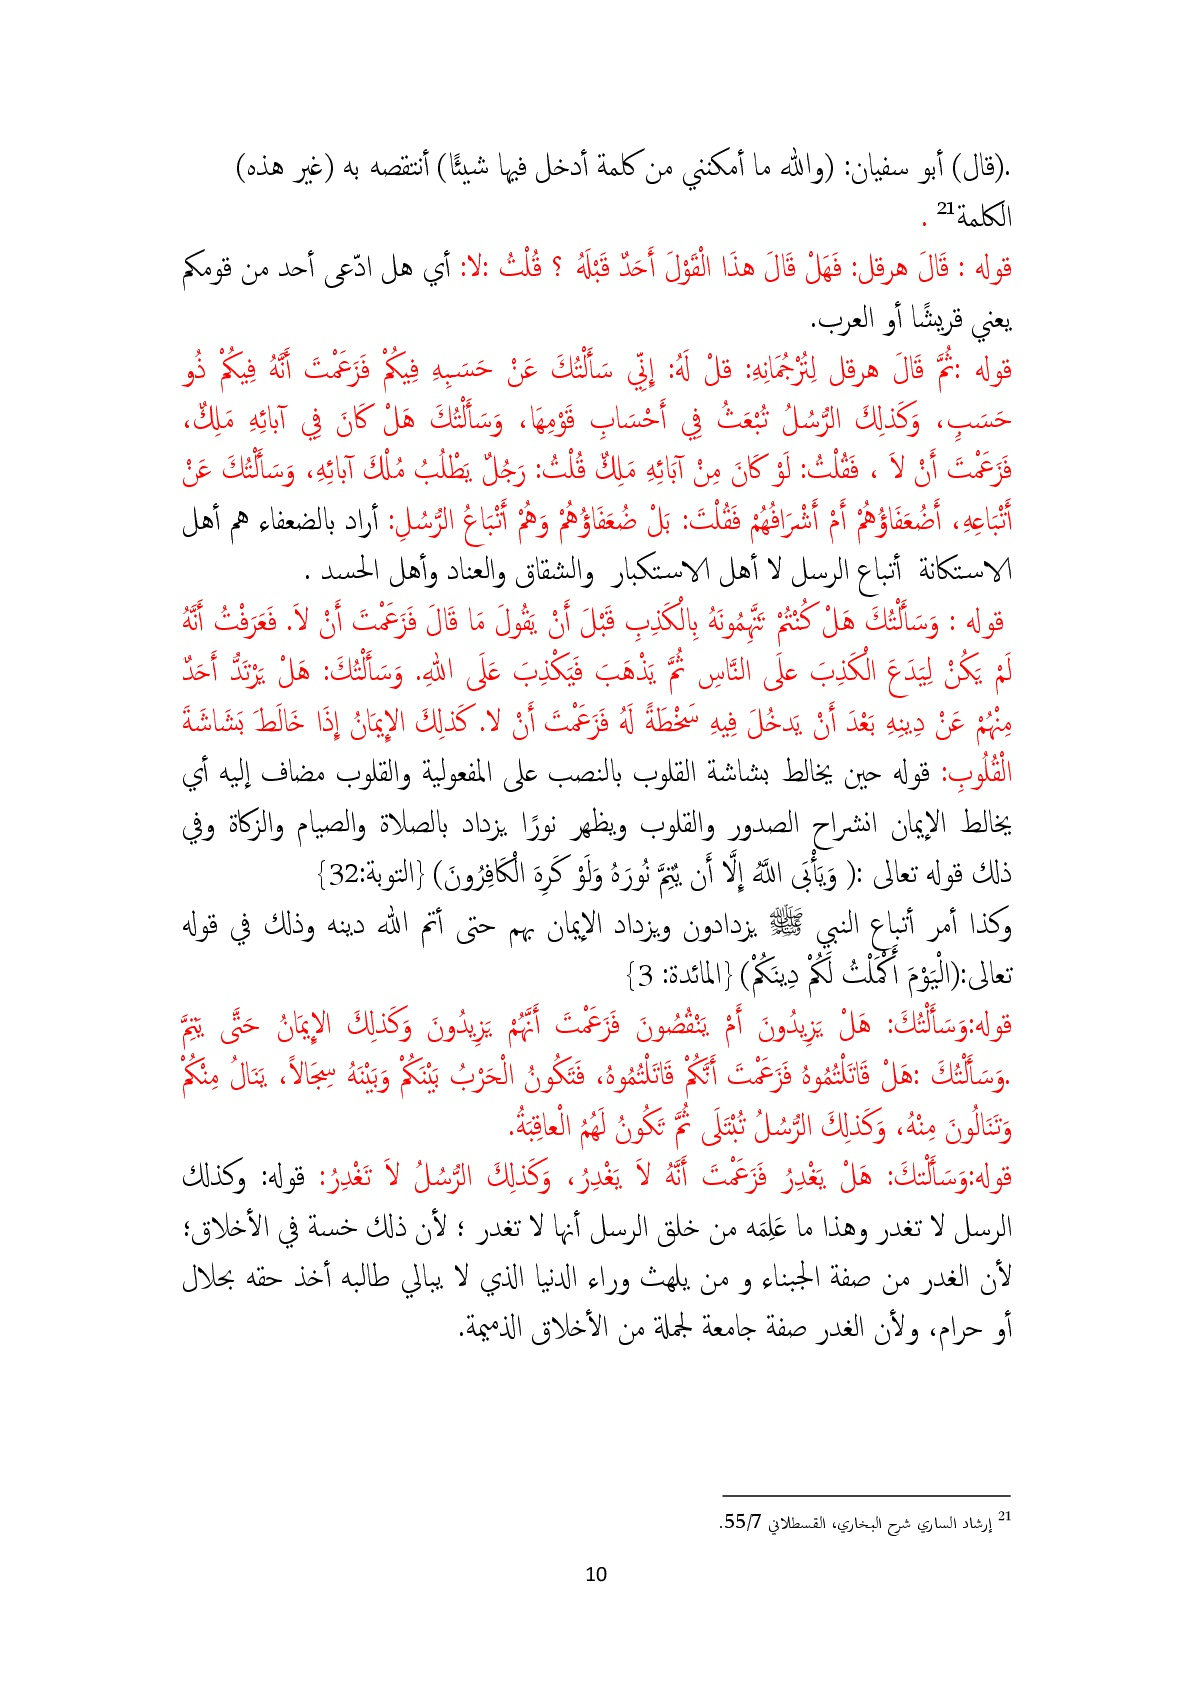 .(قال) أبو سفيان: (والله ما أمكنني من كلمة أدخل فيها شيئًا) أنتقصه به (غير هذه)
الكلمة21 .
قوله : قَالَ هرقل: فَهَلْ قَالَ هذَا الْقَوْلَ أَحَدٌ قَبْلَهُ ؟ قُلْتُ :لا: أي هل ادّعى أحد من قومكم
يعني قريشًا أو العرب.
قوله :ثُمَّ قَالَ هرقل لِتُرْجُمَانِهِ: قلْ لَهُ: إِنِّي سَأَلْتُكَ عَنْ حَسَبِهِ فِيكُمْ فَزَعَمْتَ أَنَّهُ فِيكُمْ ذُو
حَسَبٍ، وَكَذلِكَ الرُّسُلُ تُبْعَثُ فِي أَحْسَابِ قَوْمِهَا، وَسَأَلْتُكَ هَلْ كَانَ فِي آبائِهِ مَلِكٌ،
فَزَعَمْتَ أَنْ لاَ ، فَقُلْتُ: لَوْ كَانَ مِنْ آبَائِهِ مَلِكٌ قُلْتُ: رَجُلٌ يَطْلُبُ مُلْكَ آبائِهِ، وَسَأَلْتُكَ عَنْ
أَتْبَاعِهِ، أَضُعَفَاؤُهُمْ أَمْ أَشْرَافُهُمْ فَقُلْتَ: بَلْ ضُعَفَاؤُهُمْ وَهُمْ أَتْبَاعُ الرُّسُلِ: أراد بالضعفاء هم أهل
الاستكانة أتباع الرسل لا أهل الاستكبار والشقاق والعناد وأهل الحسد .
قوله : وَسَأَلْتُكَ هَلْ كُنْتُمْ تَتَّهِمُونَهُ بِالْكَذِبِ قَبْلَ أَنْ يَقُولَ مَا قَالَ فَزَعَمْتَ أَنْ لاَ. فَعَرَفْتُ أَنَّهُ
لَمْ يَكُنْ لِيَدَعَ الْكَذِبَ علَى النَّاسِ ثُمَّ يَذْهَبَ فَيَكْذِبَ عَلَى اللهِ. وَسَأَلْتُكَ: هَلْ يَرْتَدُّ أَحَدٌ
مِنْهُمْ عَنْ دِينِهِ بَعْدَ أَنْ يَدخُلَ فِيهِ سَخْطَةً لَهُ فَزَعَمْتَ أَنْ لا. كَذلِكَ الإِيمَانُ إِذَا خَالَطَ بَشَاشَةَ
الْقُلُوبِ: قوله حين يخالط بشاشة القلوب بالنصب على المفعولية والقلوب مضاف إليه أي
يخالط الإيمان انشراح الصدور والقلوب ويظهر نورًا يزداد بالصلاة والصيام والزكاة وفي
ذلك قوله تعالى :( وَيَأْبَى اللَّهُ إِلَّا أَن يُتِمَّ نُورَهُ وَلَوْ كَرِهَ الْكَافِرُونَ) {التوبة:32}
وكذا أمر أتباع النبي ﷺ يزدادون ويزداد الإيمان بهم حتى أتم الله دينه وذلك في قوله
تعالى:(الْيَوْمَ أَكْمَلْتُ لَكُمْ دِينَكُمْ) {المائدة: 3}
قوله:وَسَأَلْتُكَ: هَلْ يَزِيدُونَ أَمْ يَنْقُصُونَ فَزَعَمْتَ أَنَّهُمْ يَزِيدُونَ وَكَذلِكَ الإِيمَانُ حَتَّى يَتِمَّ
.وَسَأَلْتُكَ :هَلْ قَاتَلْتُمُوهُ فَزَعَمْتَ أَنَّكُمْ قَاتَلْتُمُوهُ، فَتَكُونُ الْحَرْبُ بَيْنَكُمْ وَبَيْنَهُ سِجَالاً، يَنَالُ مِنْكُمْ
وَتَنَالُونَ مِنْهُ، وَكَذلِكَ الرُّسُلُ تُبْتَلَى ثُمَّ تَكُونُ لَهُمُ الْعاقِبَةُ.
قوله:وَسَأَلْتكَ: هَلْ يَغْدِرُ فَزَعَمْتَ أَنَّهُ لاَ يَغْدِرُ، وَكَذلِكَ الرُّسُلُ لاَ تَغْدِرُ: قوله: وكذلك
الرسل لا تغدر وهذا ما عَلِمَه من خلق الرسل أنها لا تغدر ؛ لأن ذلك خسة في الأخلاق؛
لأن الغدر من صفة الجبناء و من يلهث وراء الدنيا الذي لا يبالي طالبه أخذ حقه بحلال
أو حرام، ولأن الغدر صفة جامعة لجملة من الأخلاق الذميمة.
21 إرشاد الساري شرح البخاري، القسطلاني 55/7.
10